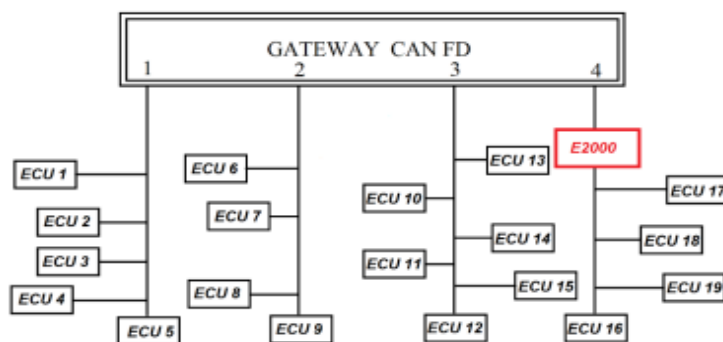 GATEWAY CAN FD
1 2 3 4
E2000
ECU 13
ECU 6
ECU 1
ECU 17
ECU 10
ECU 7
ECU 2
ECU 14
ECU 18
ECU 3
ECU 11
ECU 15
ECU 19
ECU 8
ECU 4
ECU 5
ECU 9
ECU 12
ECU 16